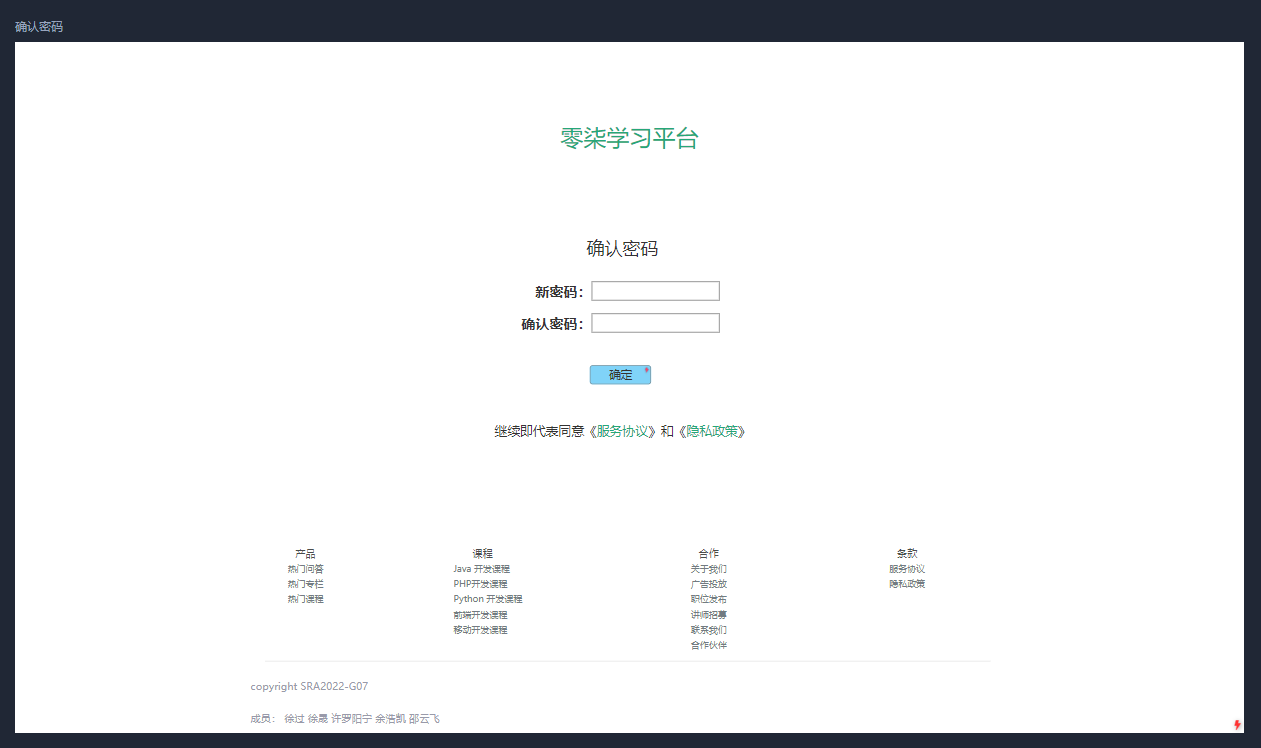 确认密码
零柒学习平台
确认密码
新密码：
确认密码：
确定
继续即代表同意《服务协议》和《隐私政策》
产品
热门问答
热门专栏
热门课程
课程
Java 开发课程
PHP开发课程
Python 开发课程
前端开发课程
移动开发课程
合作
关于我们
广告投放
职位发布
讲师招募
联系我们
合作伙伴
条款
服务协议
隐私政策
copyright SRA2022-G07
成员： 徐过 徐晟 许罗阳宁 余浩凯 邵云飞